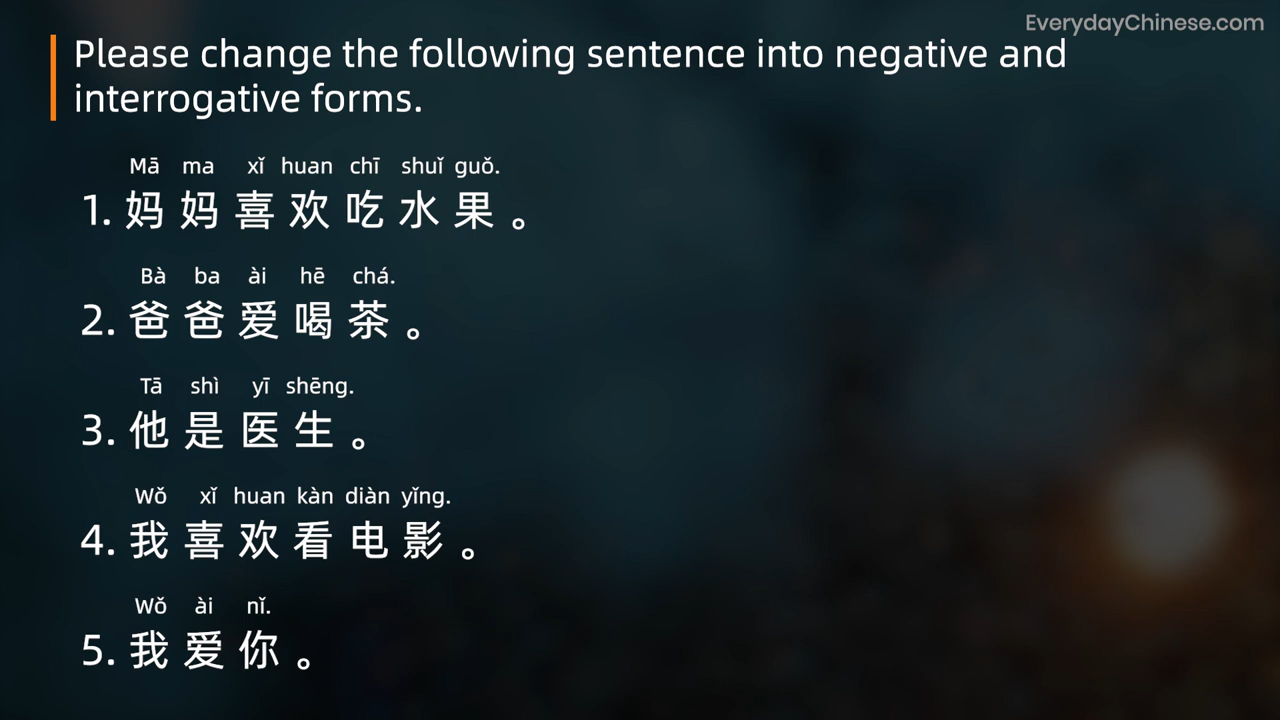 EverydayChinese.com
Please change the following sentence into negative and
interrogative forms.
Mā ma xǐ huan chī shuǐ guǒ.
1. 妈妈喜欢吃水果。
Bà ba ài hē chá.
2. 爸爸爱喝茶。
Tā shì yī shēng.
3. 他是医生。
Wǒ xǐ huan kàn diàn yǐng.
4. 我喜欢看电影。
Wǒ ài nǐ.
5. 我爱你。